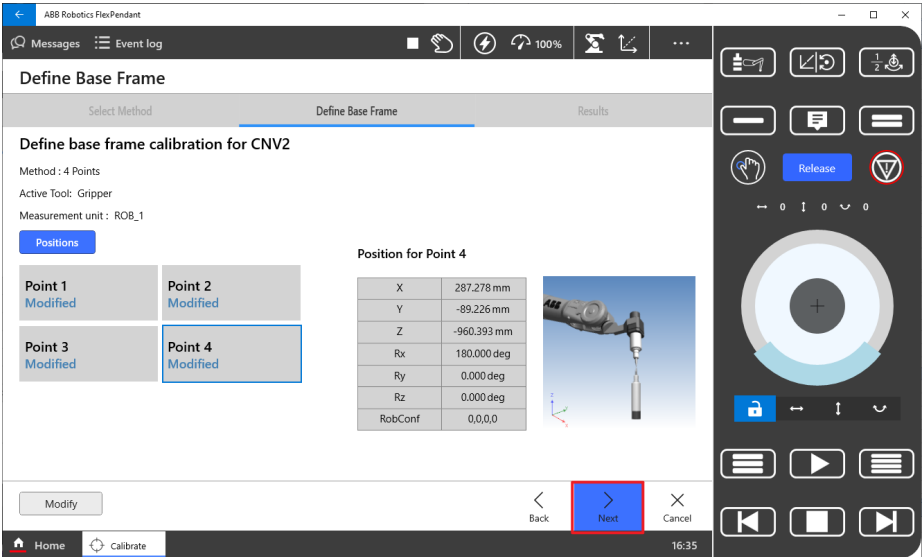 ABB Robotics FlexPendant
Messages Event log 100% ...
Define Base Frame
Select Method Define Base Frame Results
Define base frame calibration for CNV2
Method : 4 Points
Active Tool: Gripper
Measurement unit : ROB_1
Positions
Point 1
Modified
Point 2
Modified
Point 3
Modified
Point 4
Modified
Position for Point 4
X 287.278 mm
Y -89.226 mm
Z -960.393 mm
Rx 180.000 deg
Ry 0.000 deg
Rz 0.000 deg
RobConf 0,0,0,0
ABB
z
Modify
Back
Next
Cancel
Home Calibrate 16:35
1
2
Release
0 0 0